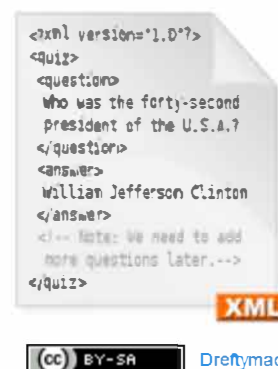 <?xml version="1.0"?>
<quiz>
<question>
Who was the forty-second
president of the U.S.A.?
</question>
<answer>
William Jefferson Clinton
</answer>
<!-- Note: We need to add
more questions later.-->
</quiz>
XML
(cc) BY-SA
Dreftymac